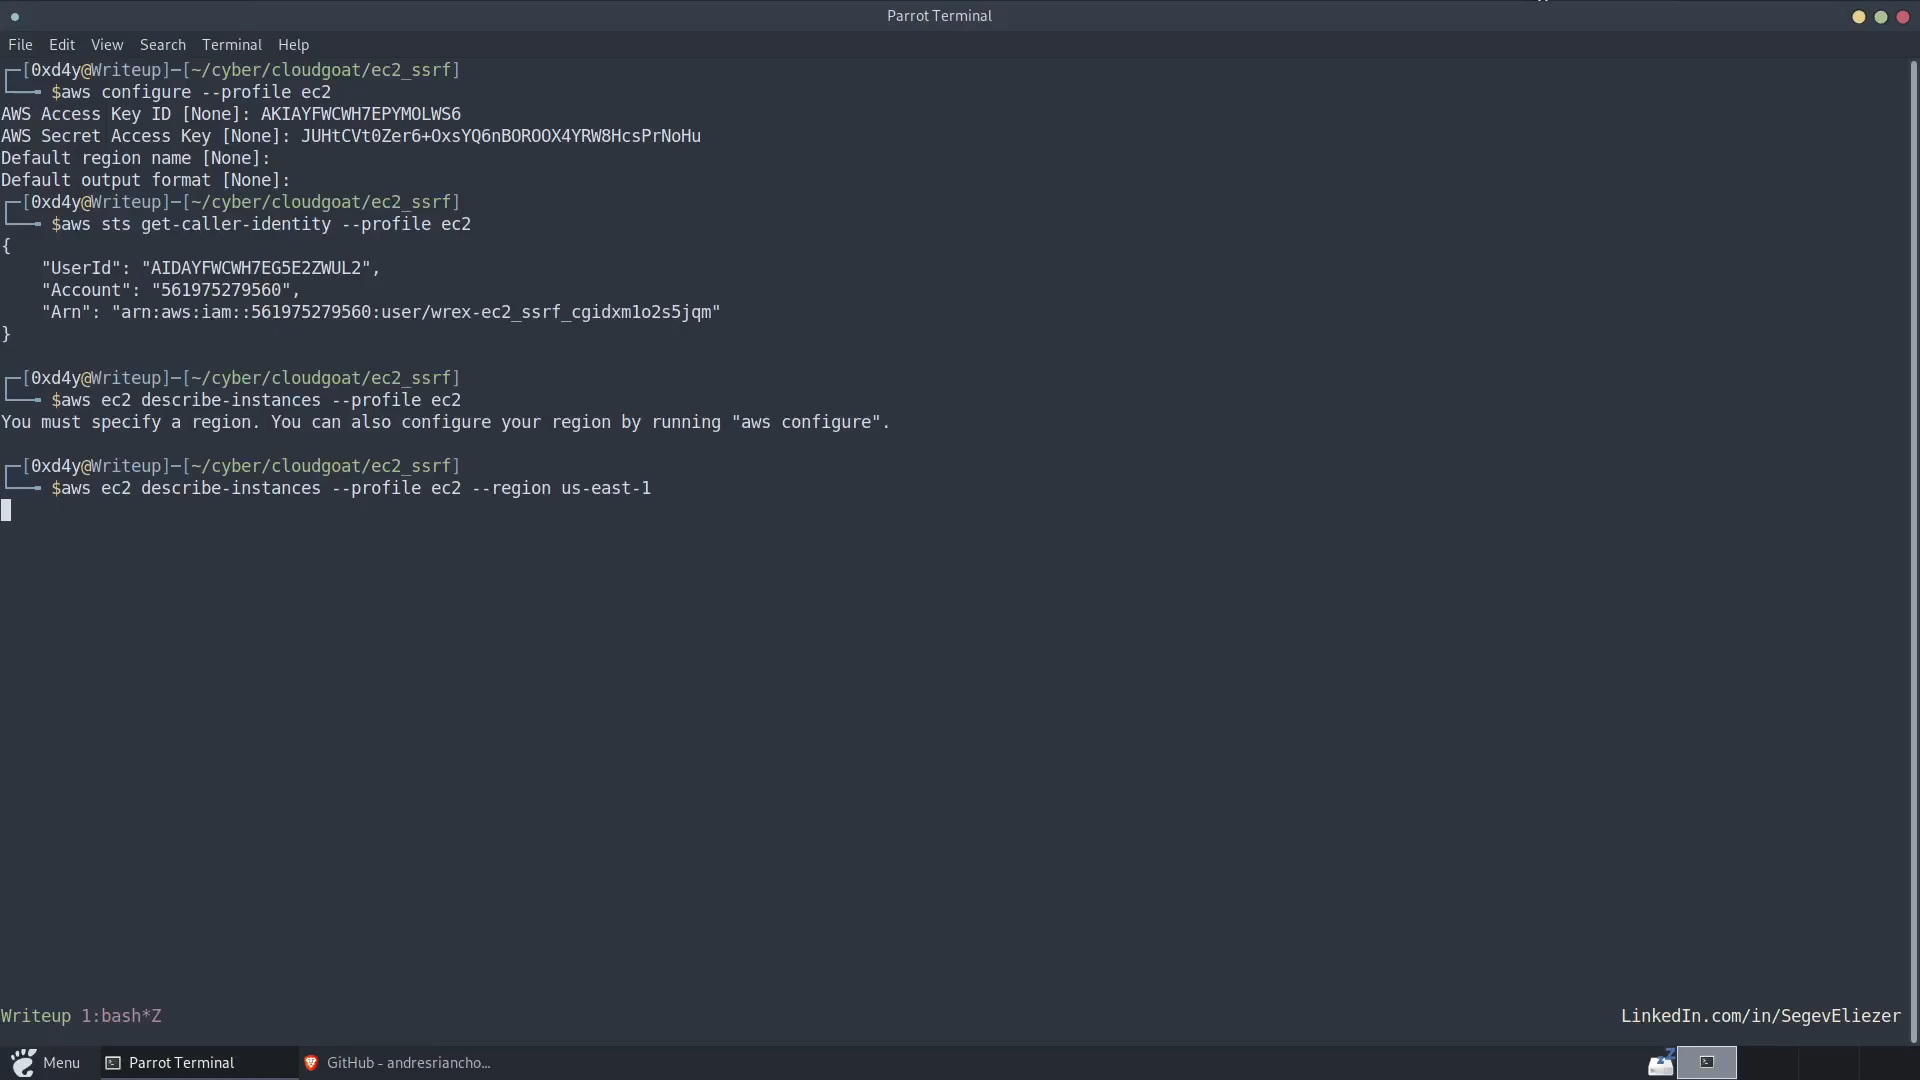 Parrot Terminal
File Edit View Search Terminal Help
┌─[0xd4y@Writeup]─[~/cyber/cloudgoat/ec2_ssrf]
└──╼ $aws configure --profile ec2
AWS Access Key ID [None]: AKIAYFWCWH7EPYMOLWS6
AWS Secret Access Key [None]: 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
Default region name [None]:
Default output format [None]:
┌─[0xd4y@Writeup]─[~/cyber/cloudgoat/ec2_ssrf]
└──╼ $aws sts get-caller-identity --profile ec2
{
    "UserId": "AIDAYFWCWH7EG5E2ZWUL2",
    "Account": "561975279560",
    "Arn": "arn:aws:iam::561975279560:user/wrex-ec2_ssrf_cgidxm1o2s5jqm"
}
┌─[0xd4y@Writeup]─[~/cyber/cloudgoat/ec2_ssrf]
└──╼ $aws ec2 describe-instances --profile ec2
You must specify a region. You can also configure your region by running "aws configure".
┌─[0xd4y@Writeup]─[~/cyber/cloudgoat/ec2_ssrf]
└──╼ $aws ec2 describe-instances --profile ec2 --region us-east-1
Writeup 1:bash*Z LinkedIn.com/in/SegevEliezer
Menu Parrot Terminal GitHub - andresriancho...